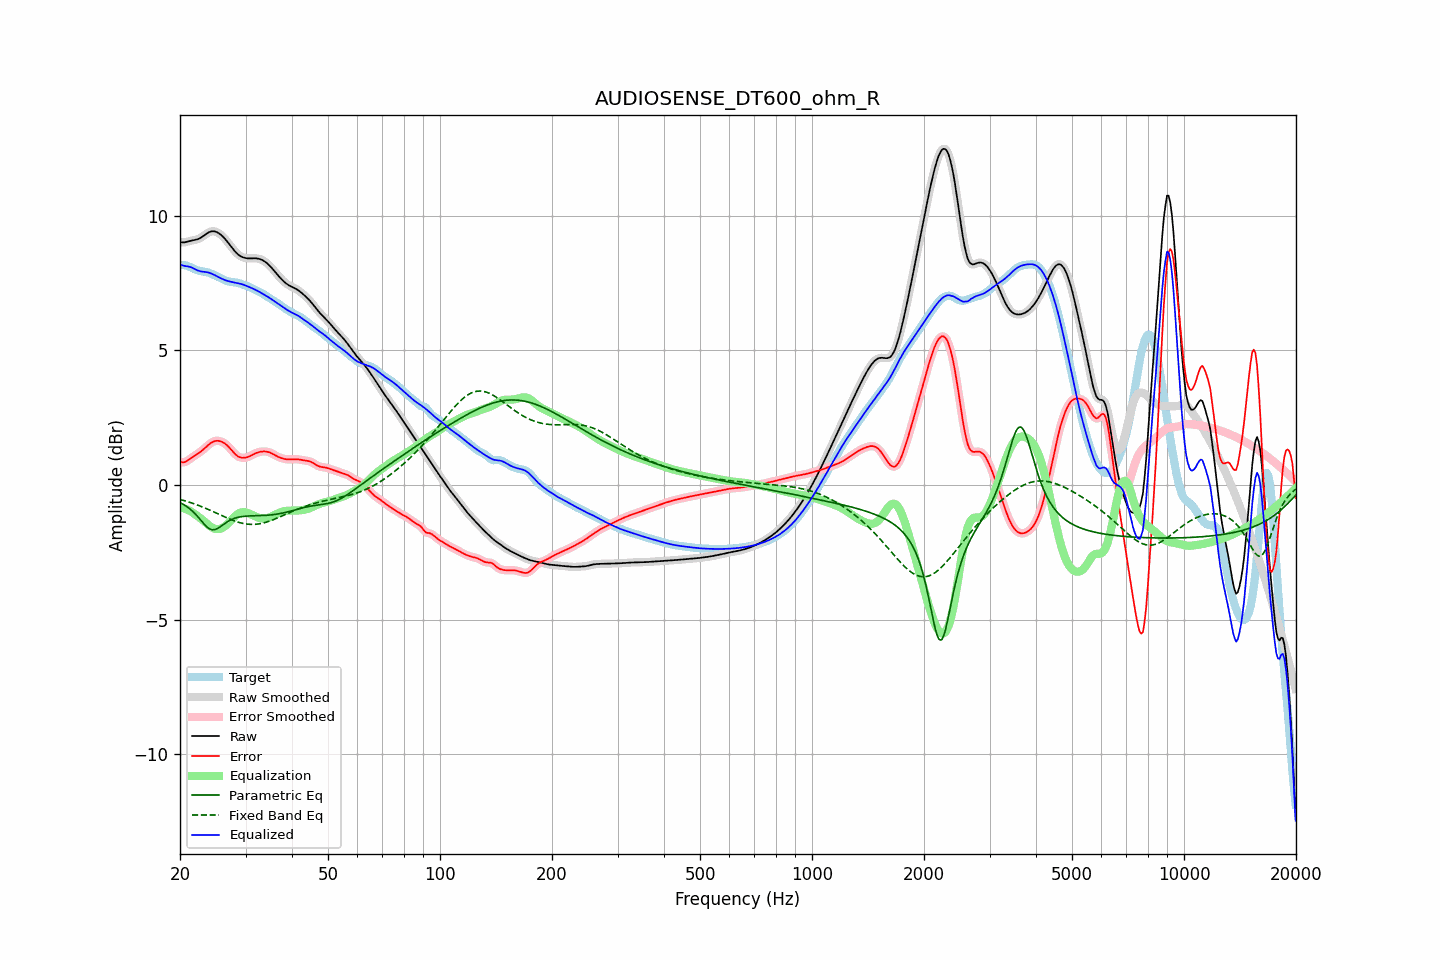 AUDIOSENSE_DT600_ohm_R
Amplitude (dBr)
10
5
0
−5
−10
Target
Raw Smoothed
Error Smoothed
Raw
Error
Equalization
Parametric Eq
Fixed Band Eq
Equalized
20 50 100 200 500 1000 2000 5000 10000 20000
Frequency (Hz)